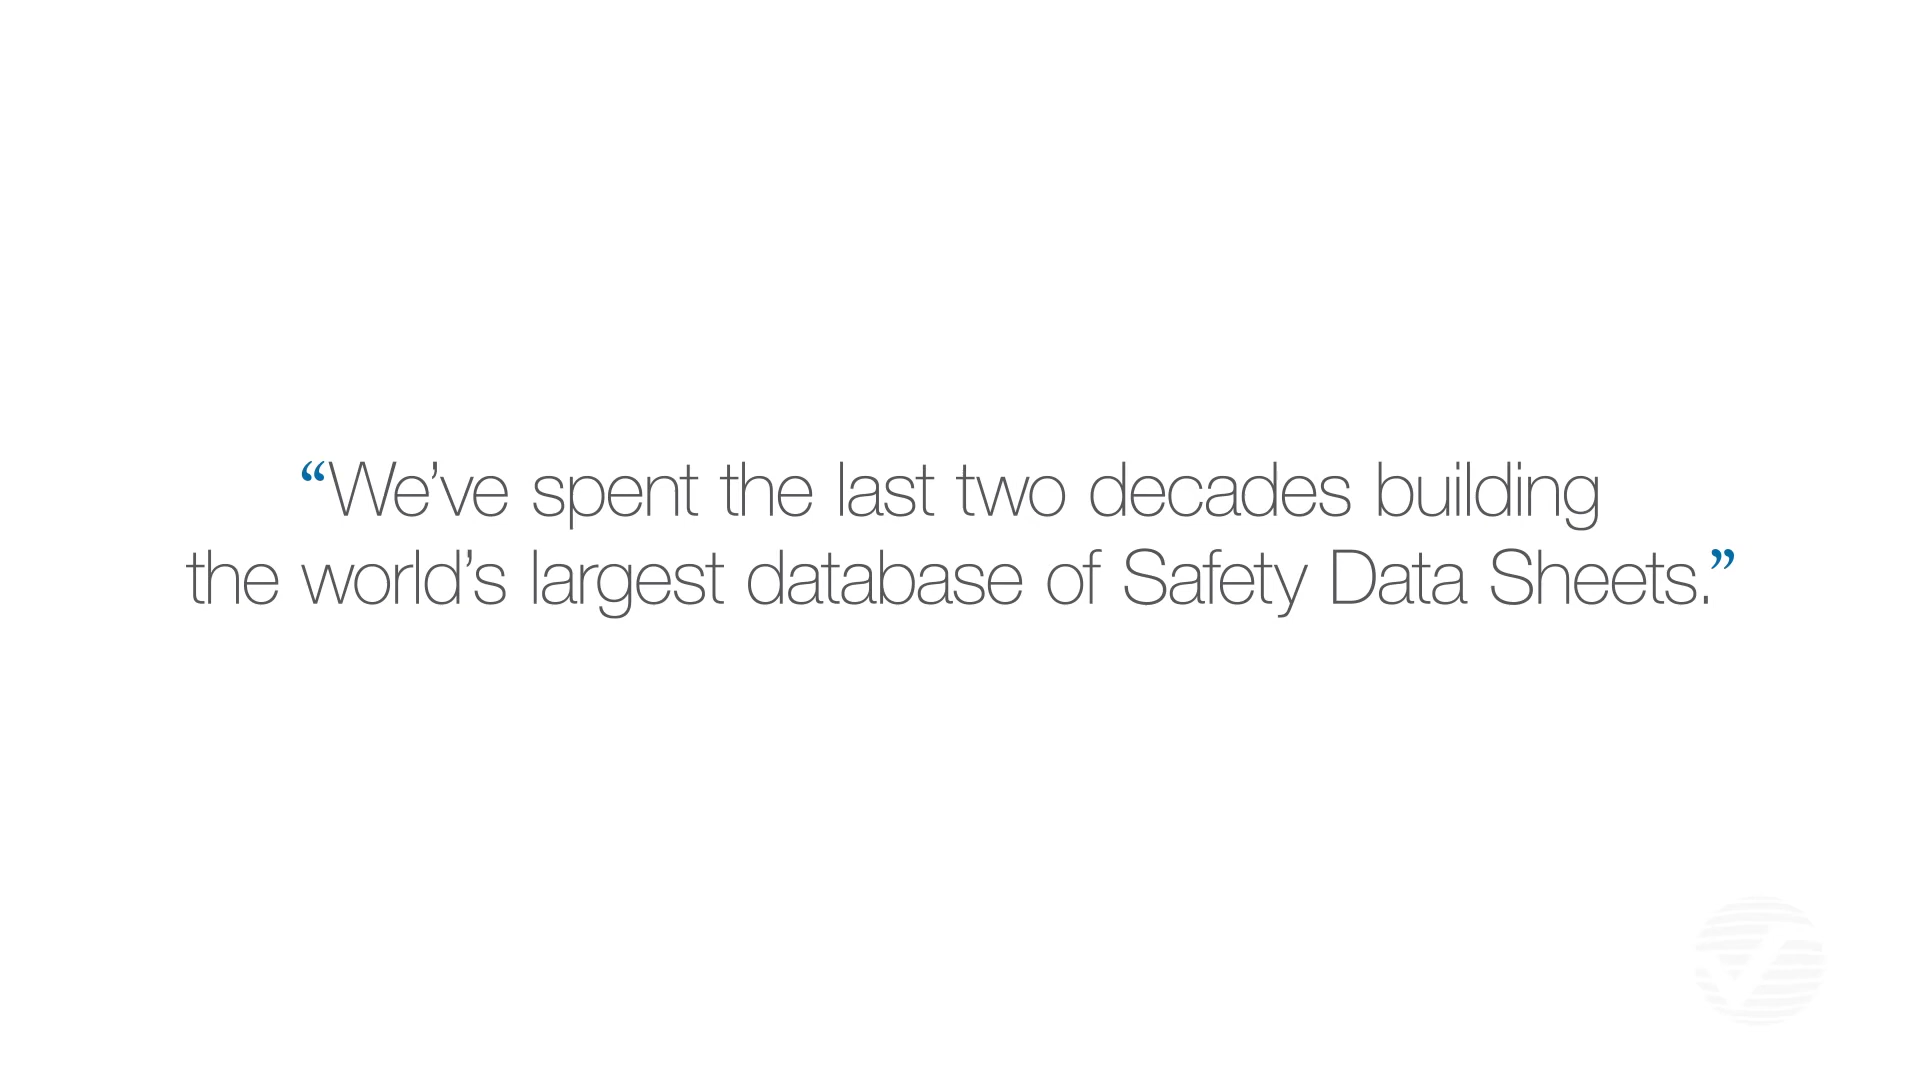 “We’ve spent the last two decades building
the world’s largest database of Safety Data Sheets.”